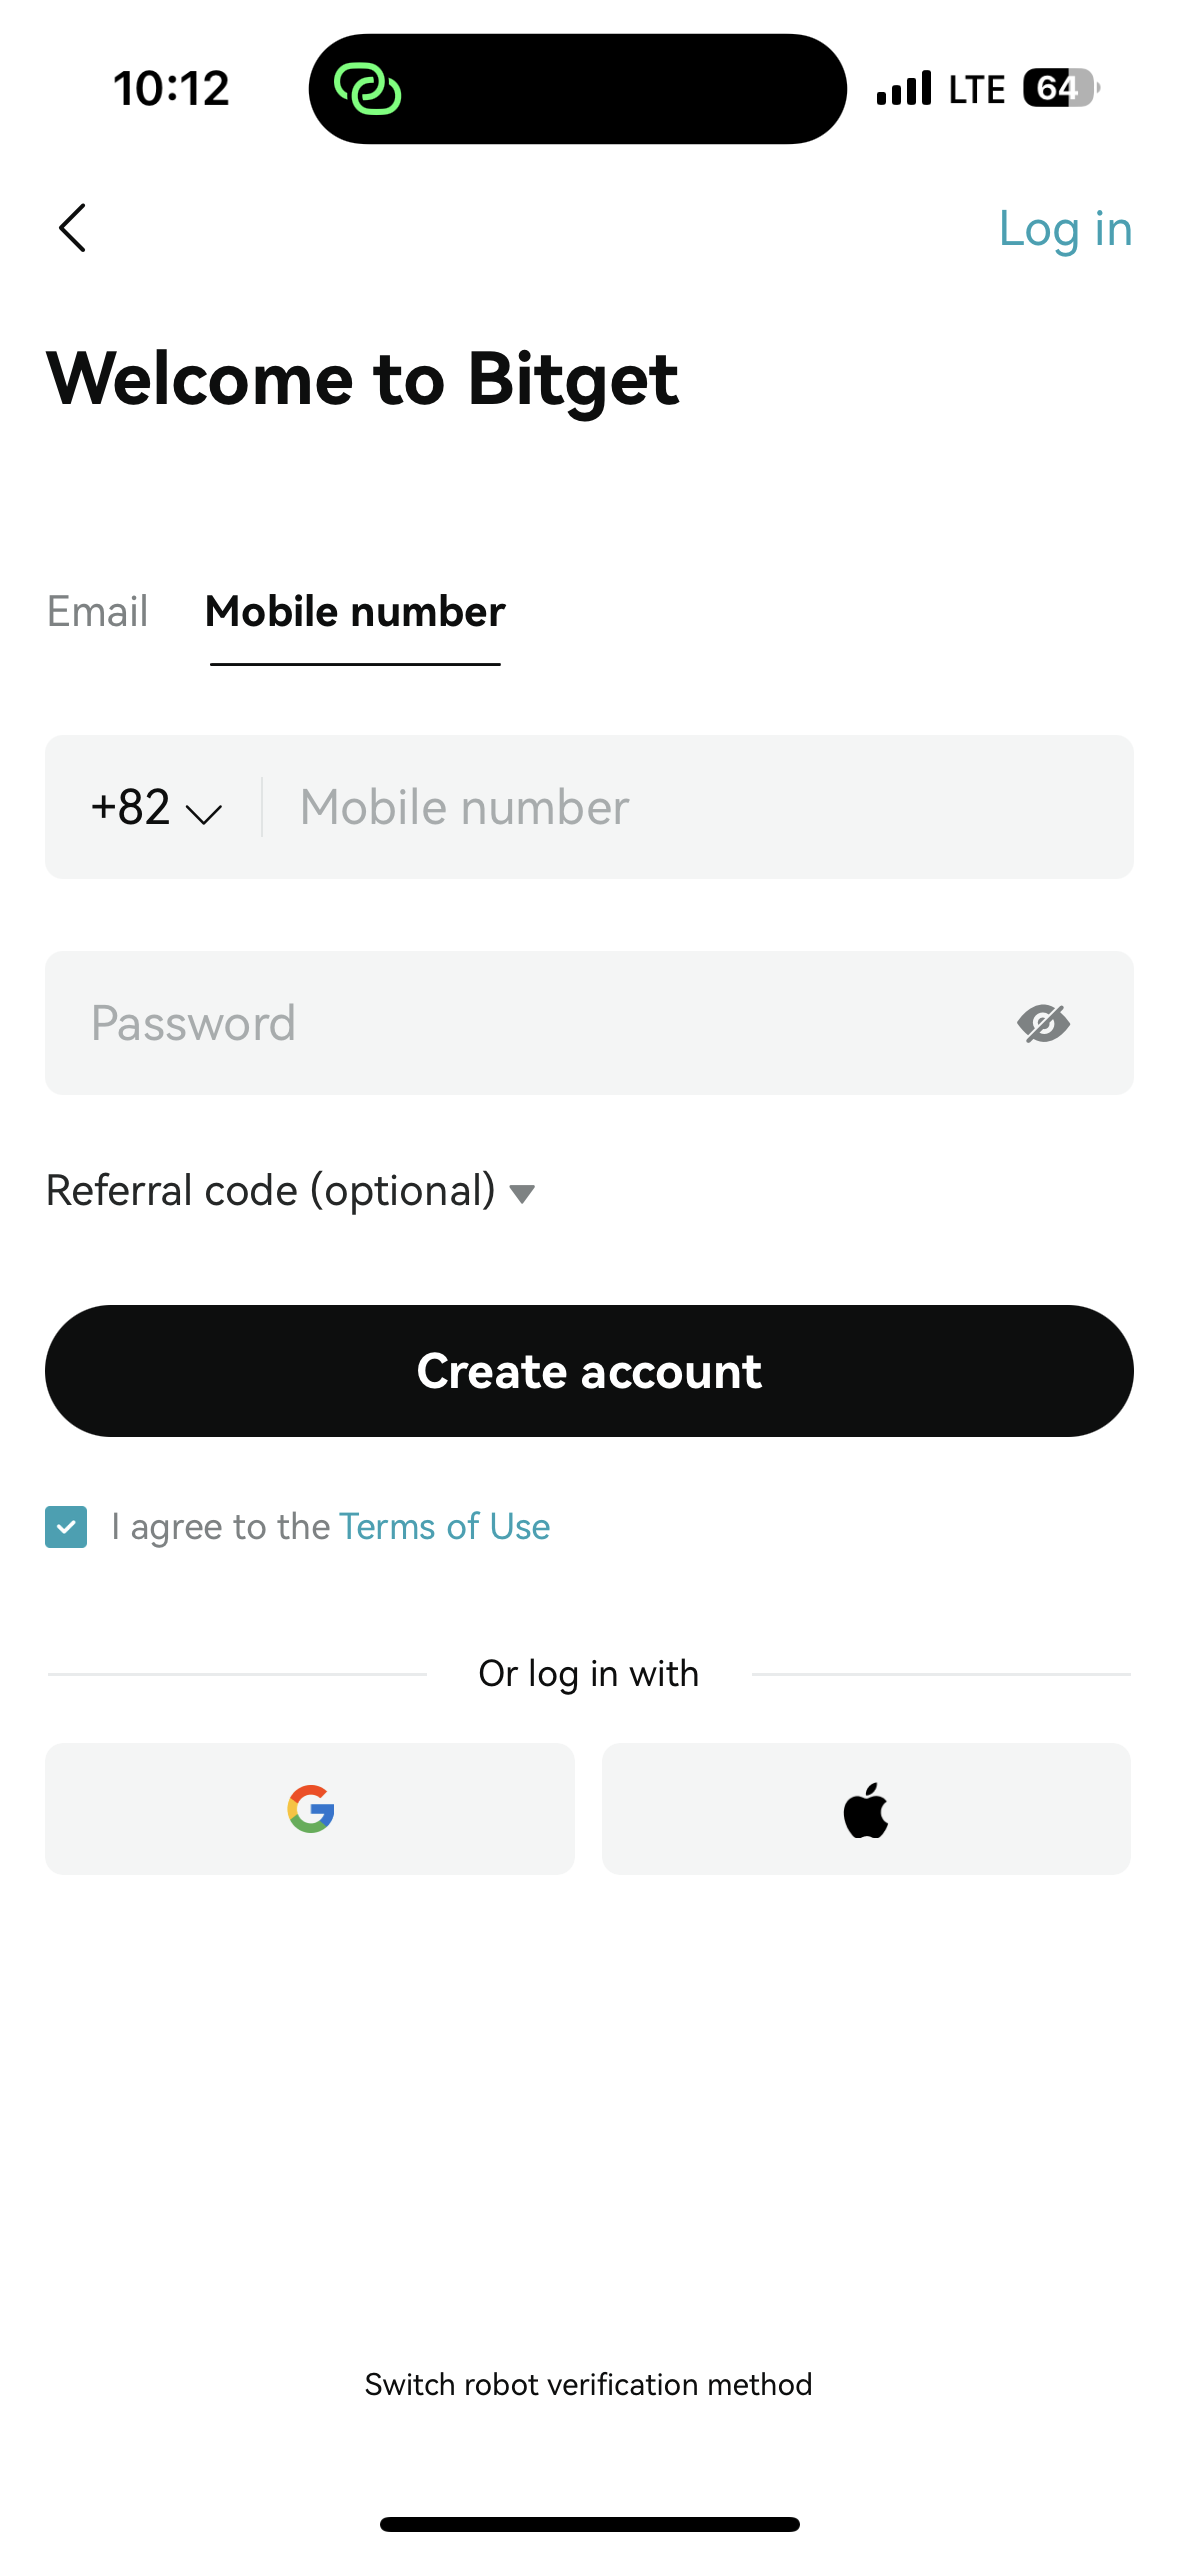 10:12
LTE
64
Log in
Welcome to Bitget
Email
Mobile number
+82
Mobile number
Password
Referral code (optional)
Create account
I agree to the Terms of Use
Or log in with
Switch robot verification method